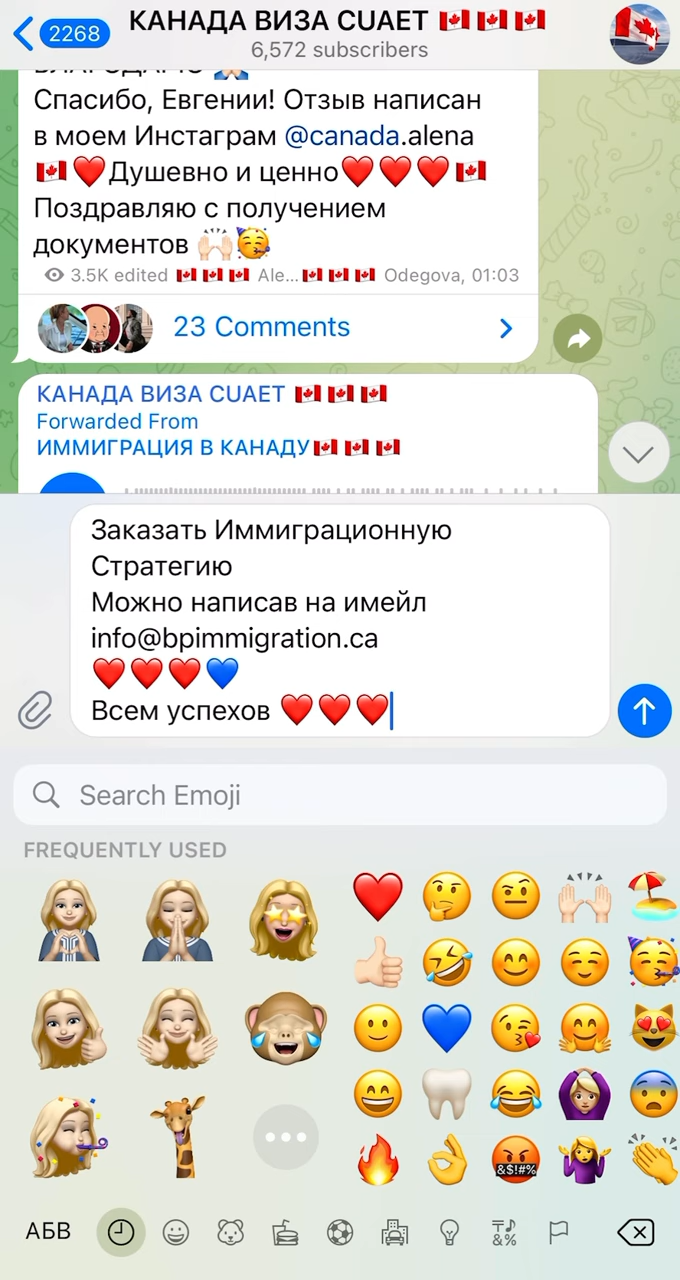 2268
КАНАДА ВИЗА CUAET 🇨🇦🇨🇦🇨🇦
6,572 subscribers
БЛАГОДАРЮ 🙏🏻
Спасибо, Евгении! Отзыв написан
в моем Инстаграм @canada.alena
🇨🇦❤️Душевно и ценно❤️❤️❤️🇨🇦
Поздравляю с получением
документов 🙌🏻🥳
3.5K edited 🇨🇦🇨🇦🇨🇦 Ale...🇨🇦🇨🇦🇨🇦 Odegova, 01:03
23 Comments
КАНАДА ВИЗА CUAET 🇨🇦🇨🇦🇨🇦
Forwarded From
ИММИГРАЦИЯ В КАНАДУ🇨🇦🇨🇦🇨🇦
Заказать Иммиграционную
Стратегию
Можно написав на имейл
info@bpimmigration.ca
❤️❤️❤️💙
Всем успехов ❤️❤️❤️
Search Emoji
FREQUENTLY USED
&$!#%
АБВ
&%